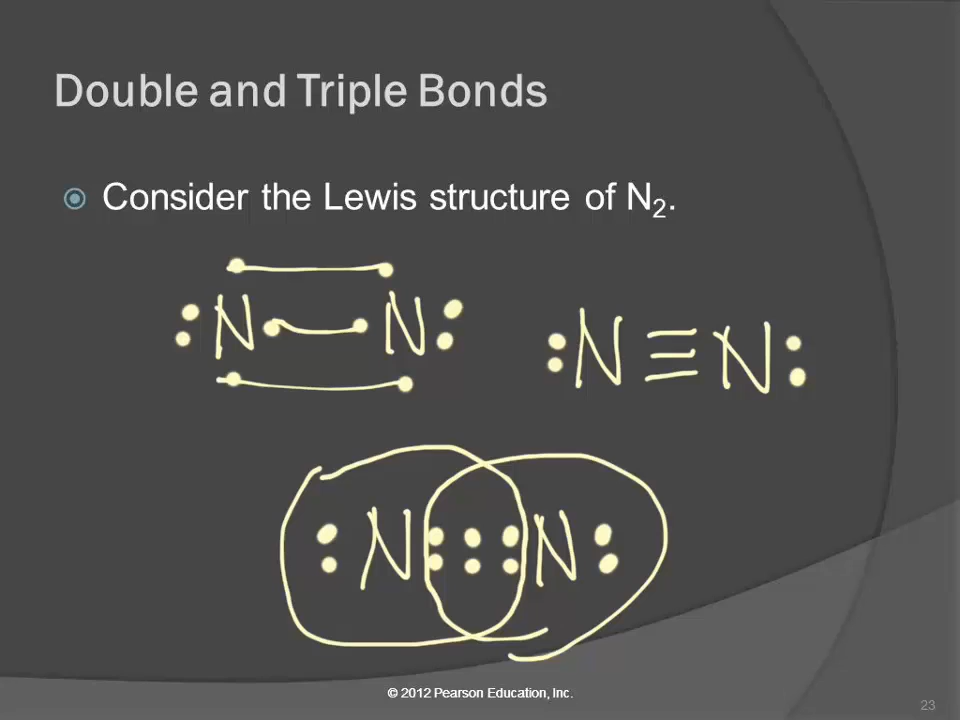 Double and Triple Bonds
Consider the Lewis structure of N₂.
:N N:
:N≡N:
:N:::N:
© 2012 Pearson Education, Inc.
23